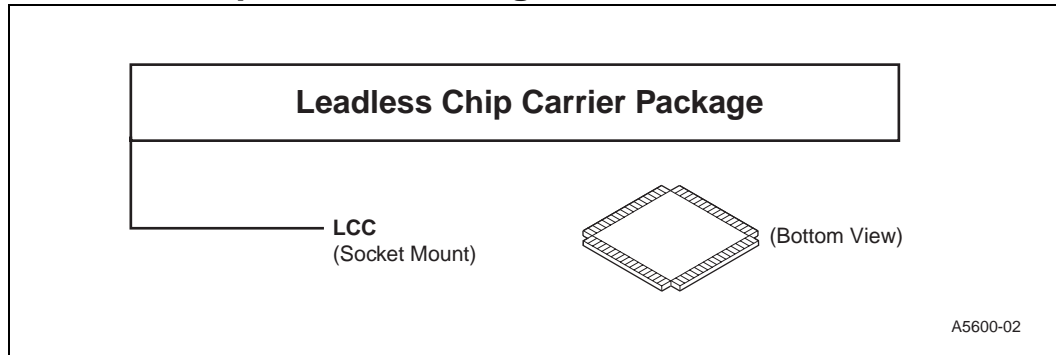 Leadless Chip Carrier Package
LCC
(Socket Mount)
(Bottom View)
A5600-02